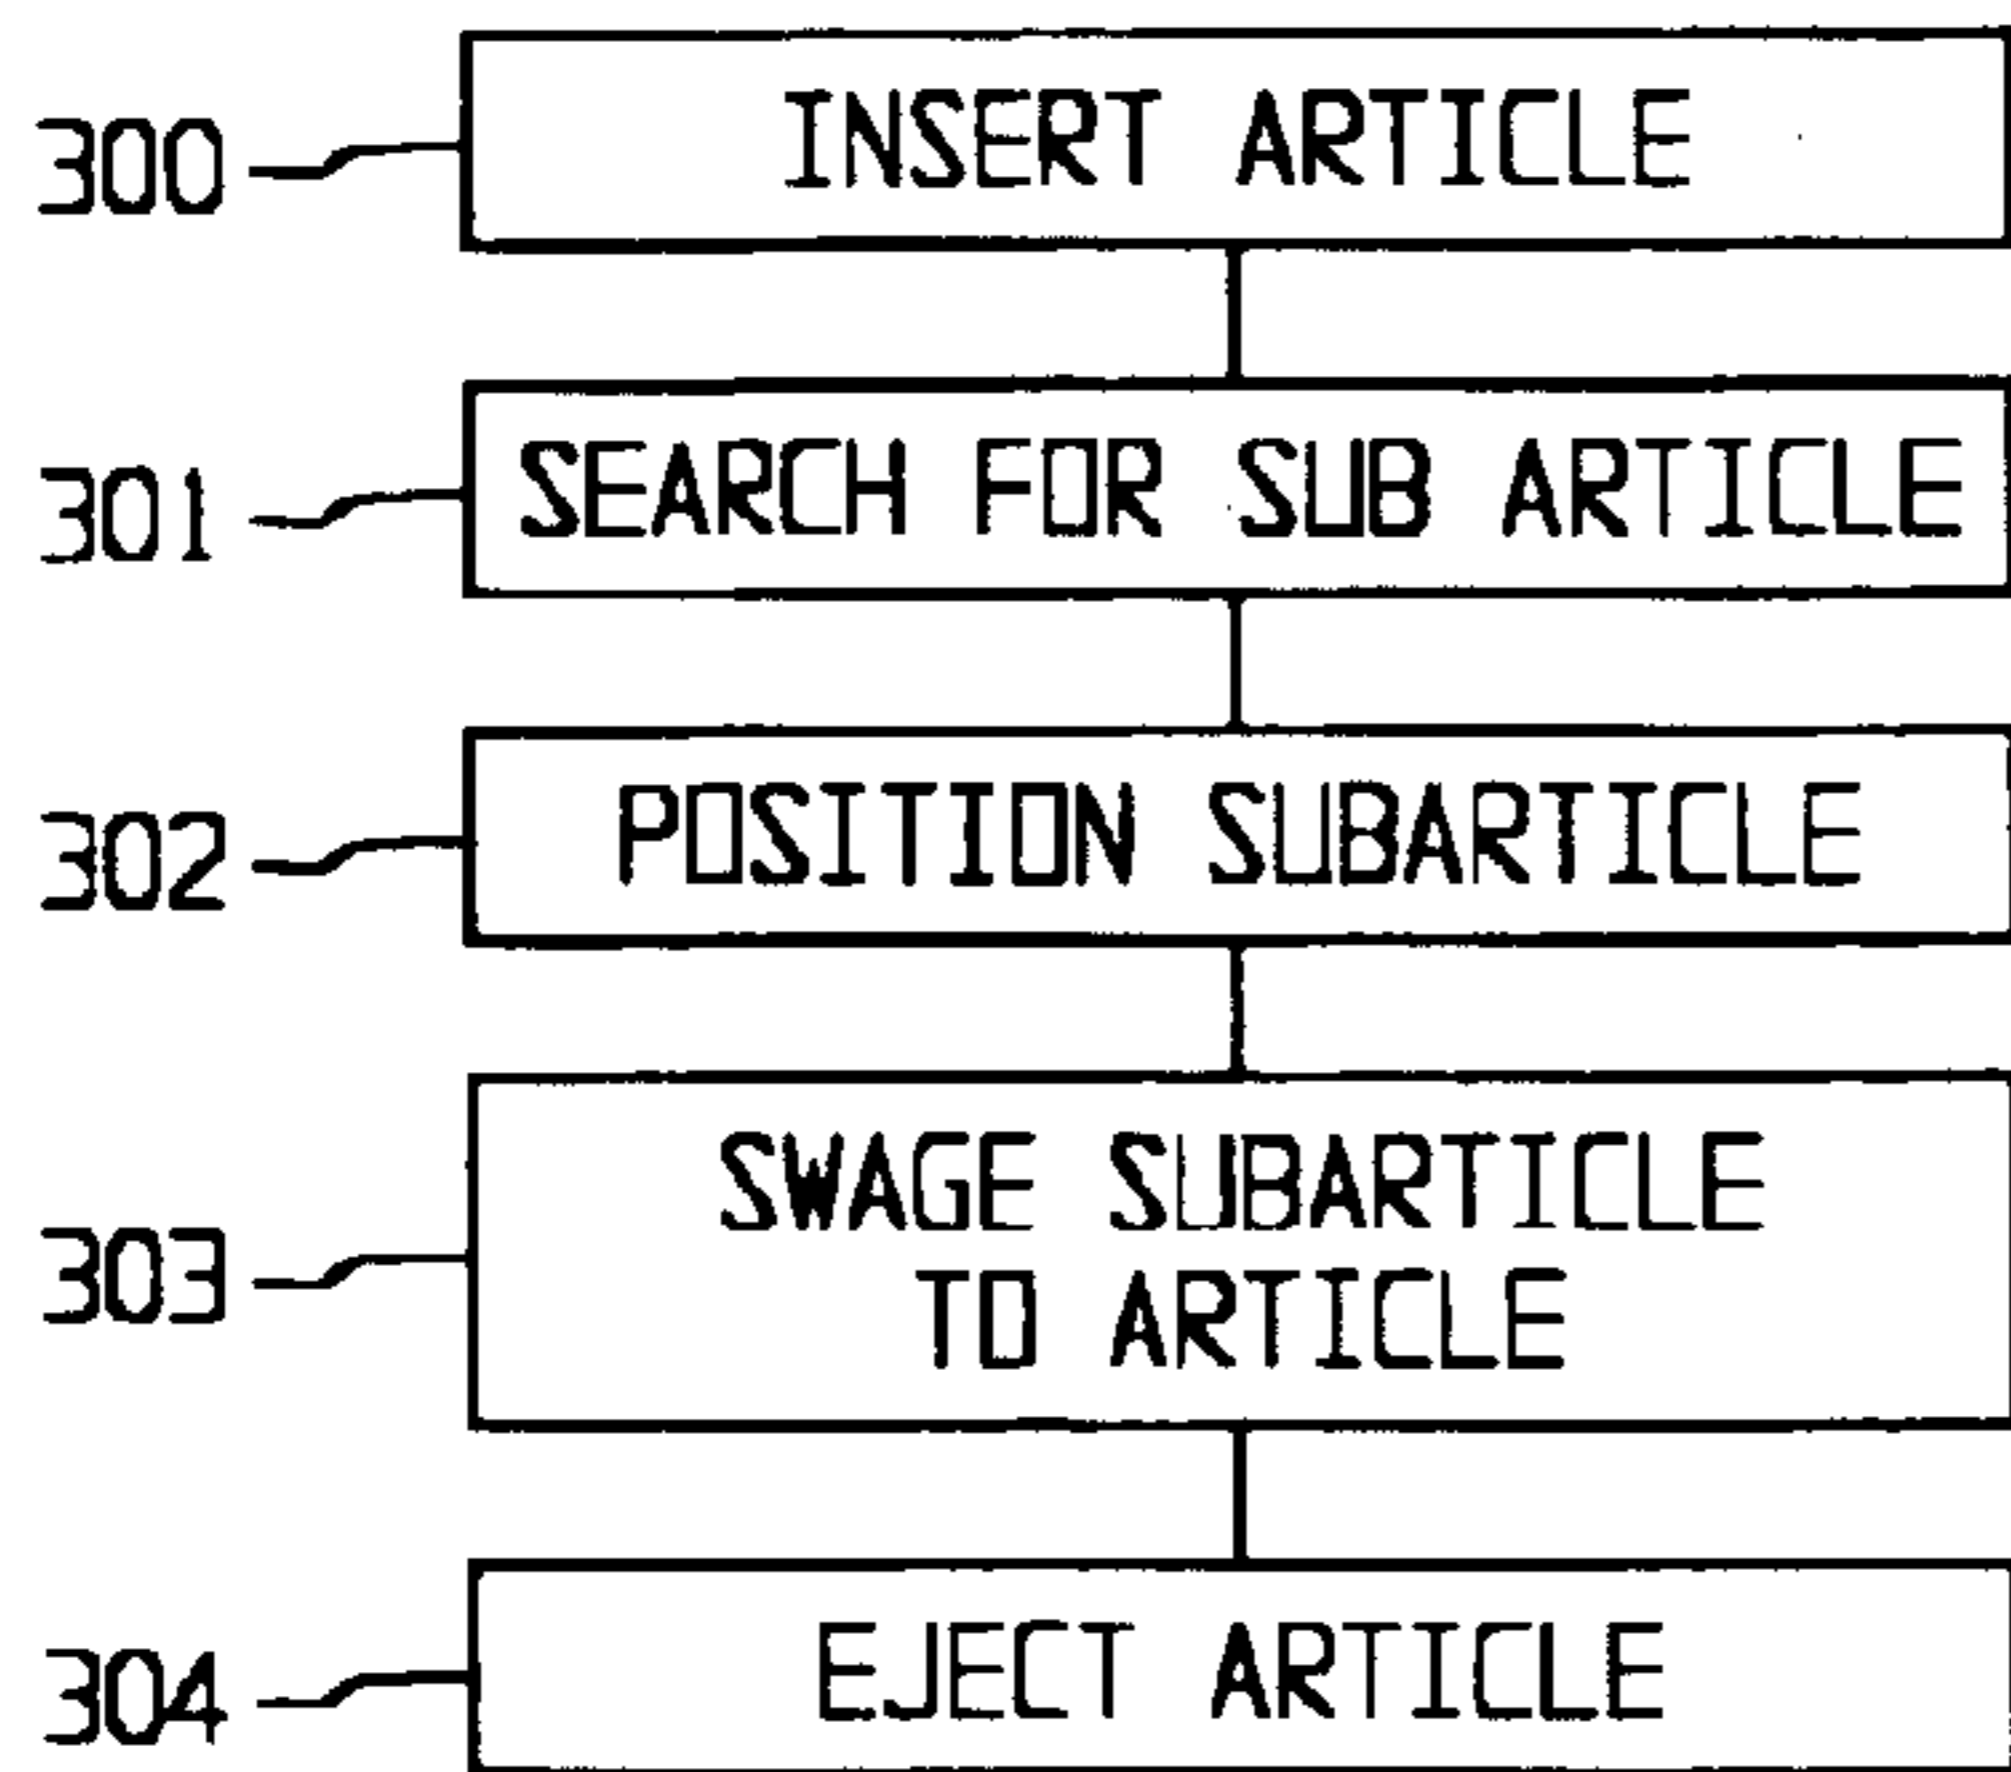 300 INSERT ARTICLE
301 SEARCH FOR SUB ARTICLE
302 POSITION SUBARTICLE
303 SWAGE SUBARTICLE
TO ARTICLE
304 EJECT ARTICLE